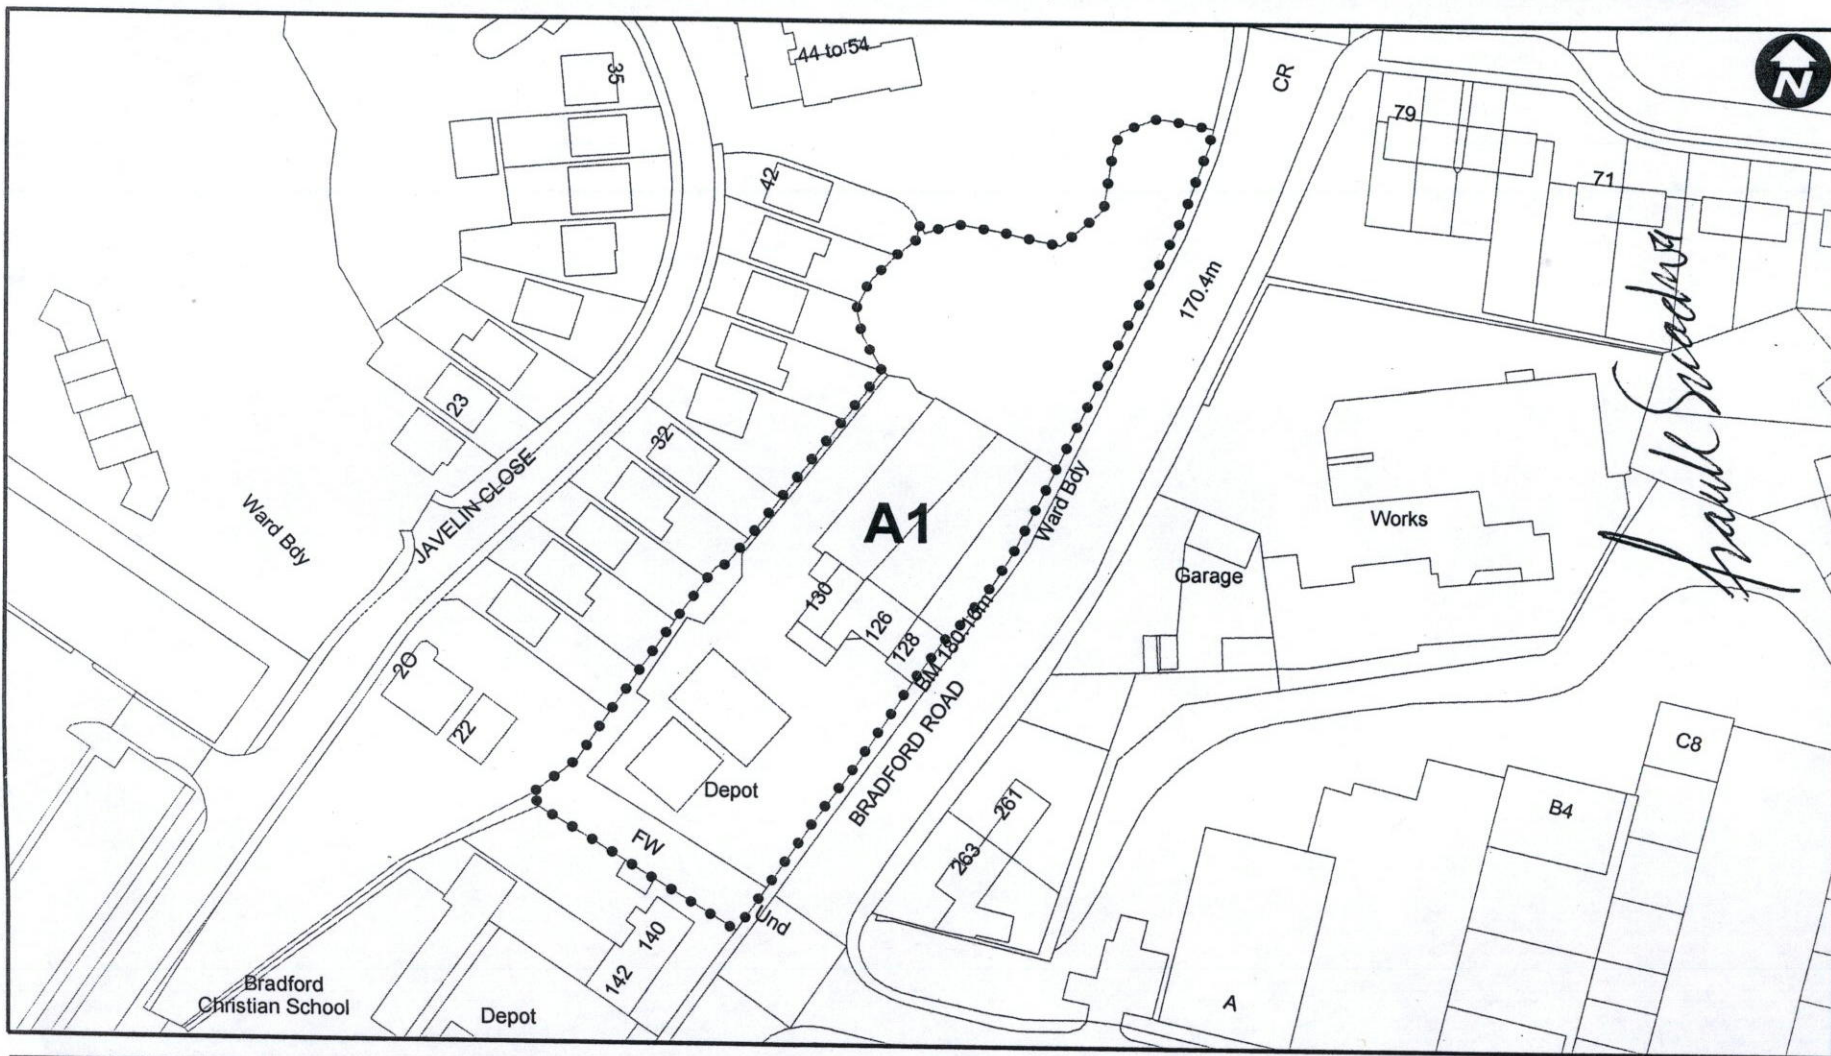 44 to 54
35
CR
N
79
42
71
170.4m
23
32
A1
Ward Bdy
Ward Bdy
JAVELIN CLOSE
Works
Garage
130
126
128
BM 180.16m
20
22
BRADFORD ROAD
C8
Depot
261
B4
FW
263
Und
140
142
Bradford
Christian School
Depot
A